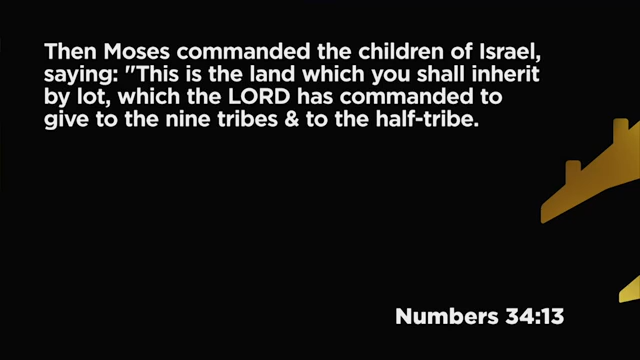 Then Moses commanded the children of Israel,
saying: "This is the land which you shall inherit
by lot, which the LORD has commanded to
give to the nine tribes & to the half-tribe.
Numbers 34:13